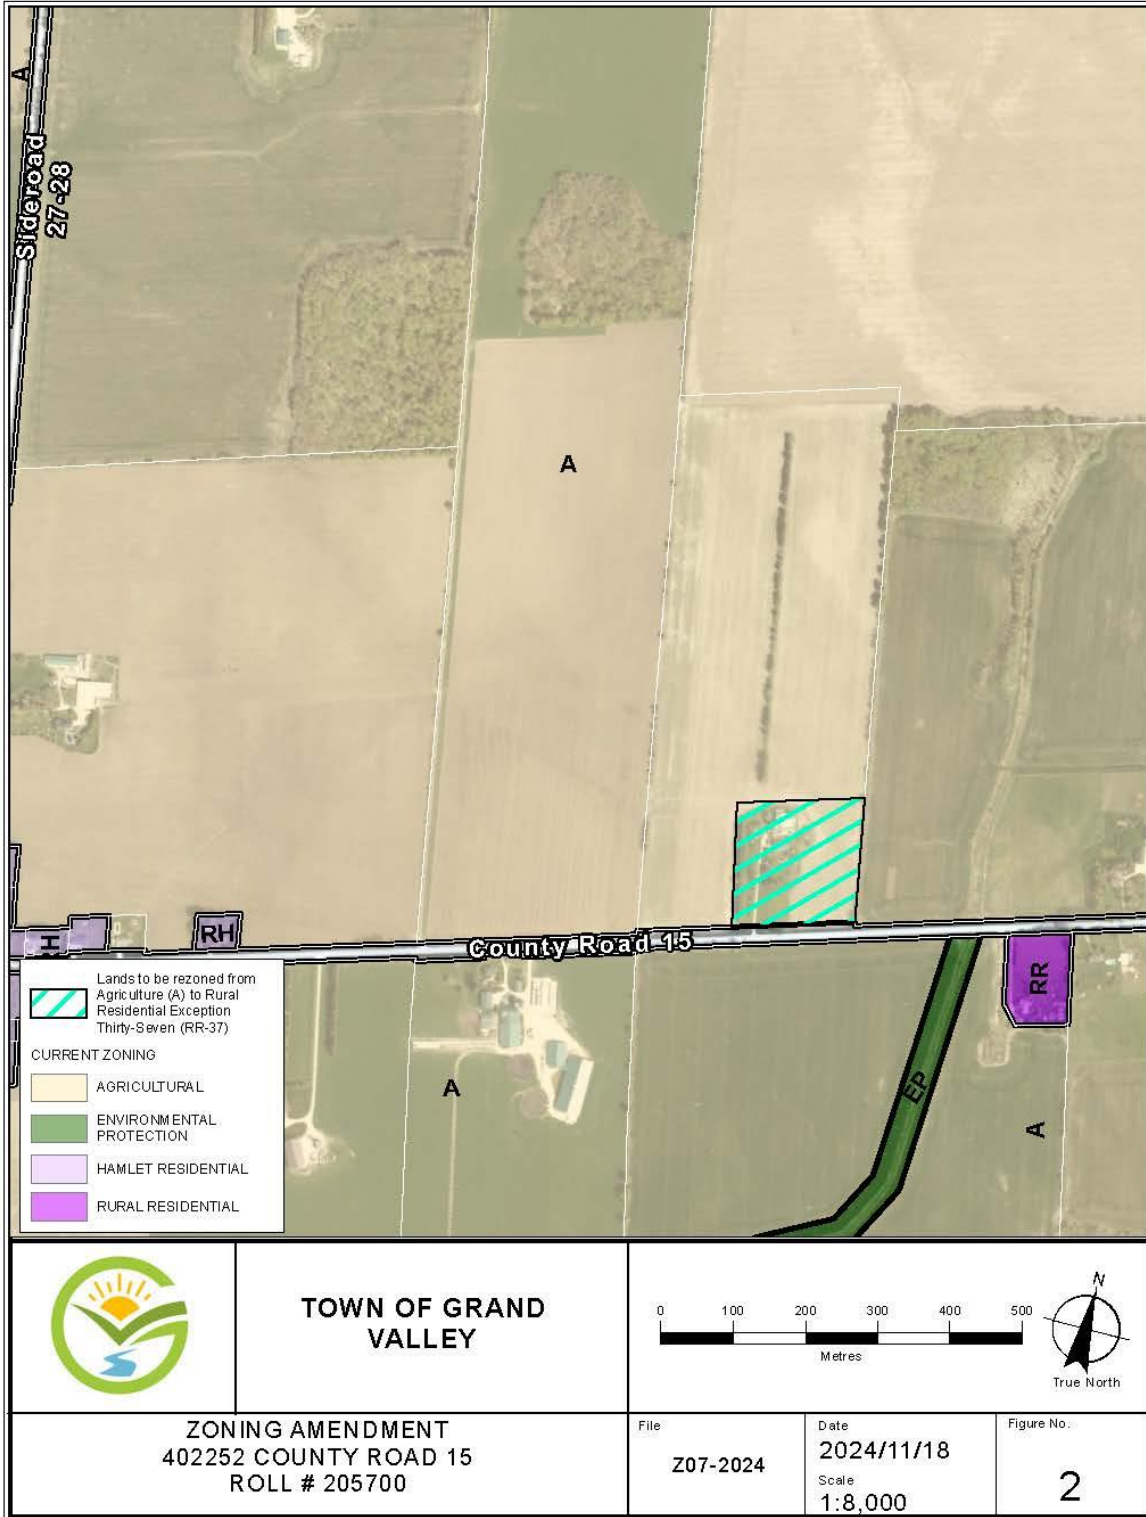 A
Sideroad
27-28
A
RH
RH
County Road 15
RR
EP
A
A
Lands to be rezoned from
Agriculture (A) to Rural
Residential Exception
Thirty-Seven (RR-37)
CURRENT ZONING
AGRICULTURAL
ENVIRONMENTAL
PROTECTION
HAMLET RESIDENTIAL
RURAL RESIDENTIAL
TOWN OF GRAND
VALLEY
0 100 200 300 400 500
Metres
N
True North
ZONING AMENDMENT
402252 COUNTY ROAD 15
ROLL # 205700
File
Z07-2024
Date
2024/11/18
Scale
1:8,000
Figure No.
2